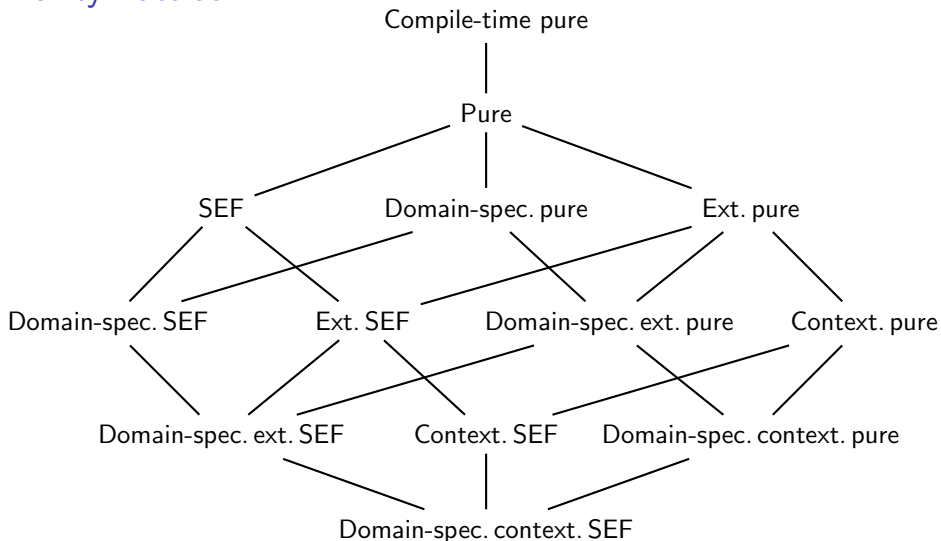 Compile-time pure
Pure
SEF Domain-spec. pure Ext. pure
Domain-spec. SEF Ext. SEF Domain-spec. ext. pure Context. pure
Domain-spec. ext. SEF Context. SEF Domain-spec. context. pure
Domain-spec. context. SEF